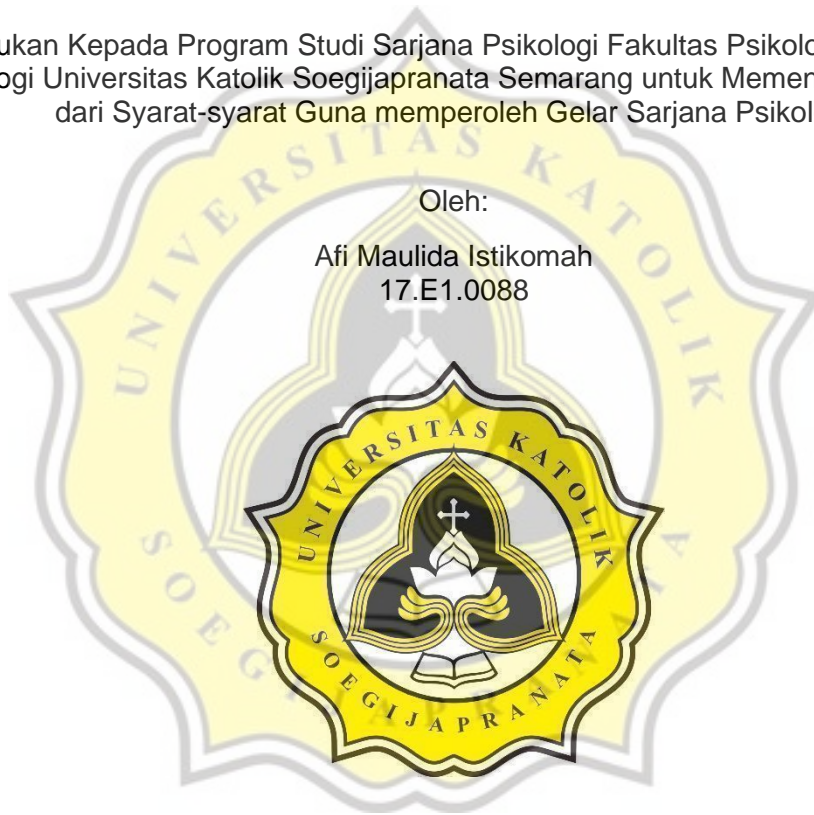 ukan Kepada Program Studi Sarjana Psikologi Fakultas Psikolo
ogi Universitas Katolik Soegijapranata Semarang untuk Memen
dari Syarat-syarat Guna memperoleh Gelar Sarjana Psikol
Oleh:
Afi Maulida Istikomah
17.E1.0088
UNIVERSITAS KATOLIK
SOEGIJAPRANATA
UNIVERSITAS KATOLIK
SOEGIJAPRANATA